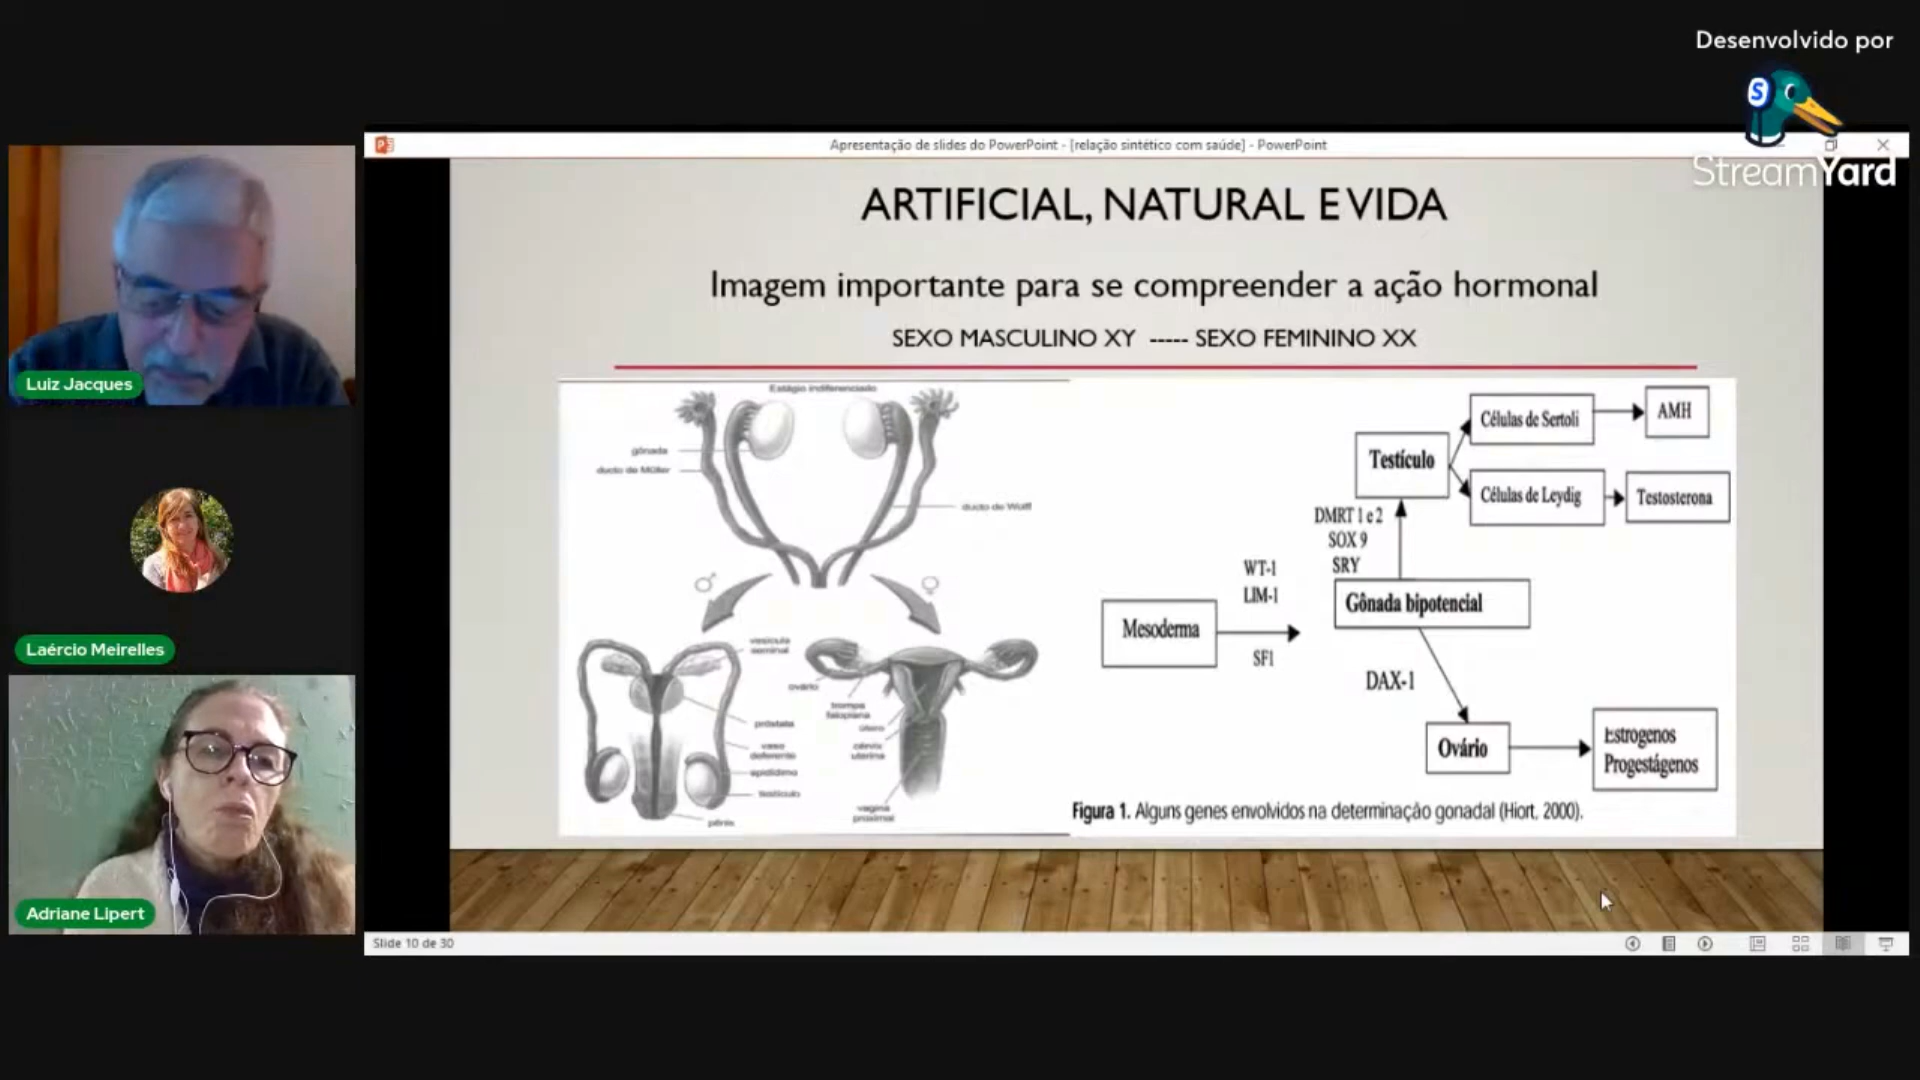 Desenvolvido por
StreamYard
Apresentação de slides do PowerPoint - [relação sintético com saúde] - PowerPoint
ARTIFICIAL, NATURAL E VIDA
Imagem importante para se compreender a ação hormonal
SEXO MASCULINO XY ----- SEXO FEMININO XX
Estágio indiferenciado
gônada
ducto de Müller
ducto de Wolff
vesícula
seminal
próstata
vaso
deferente
epidídimo
testículo
pênis
ovário
trompa
falopiana
útero
cérvix
uterina
vagina
proximal
Mesoderma
WT-1
LIM-1
SF1
Gônada bipotencial
DMRT 1 e 2
SOX 9
SRY
Testículo
Células de Sertoli
AMH
Células de Leydig
Testosterona
DAX-1
Ovário
Estrogenos
Progestágenos
Figura 1. Alguns genes envolvidos na determinação gonadal (Hiort, 2000).
Slide 10 de 30
Luiz Jacques
Laércio Meirelles
Adriane Lipert